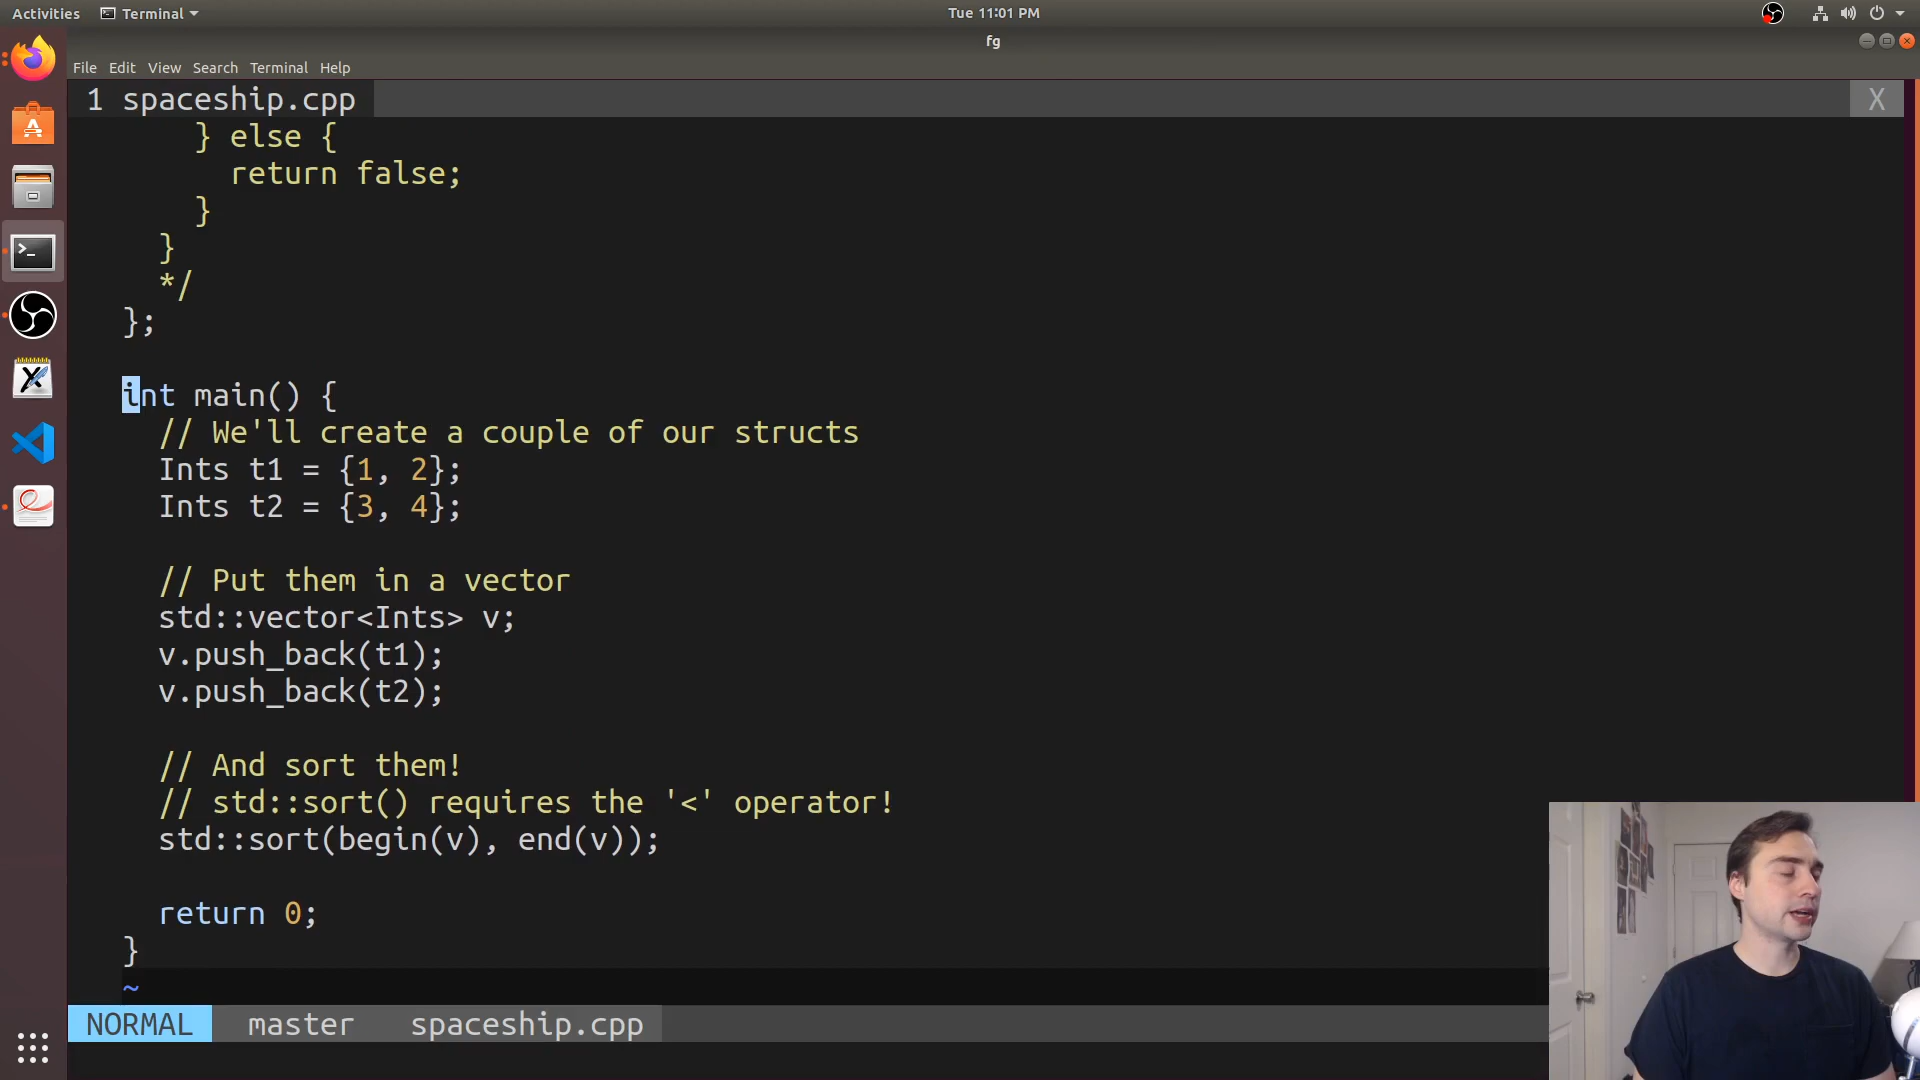 Activities Terminal Tue 11:01 PM
fg
File Edit View Search Terminal Help
1 spaceship.cpp X
} else {
return false;
}
}
*/
};
int main() {
// We'll create a couple of our structs
Ints t1 = {1, 2};
Ints t2 = {3, 4};
// Put them in a vector
std::vector<Ints> v;
v.push_back(t1);
v.push_back(t2);
// And sort them!
// std::sort() requires the '<' operator!
std::sort(begin(v), end(v));
return 0;
}
~
NORMAL master spaceship.cpp